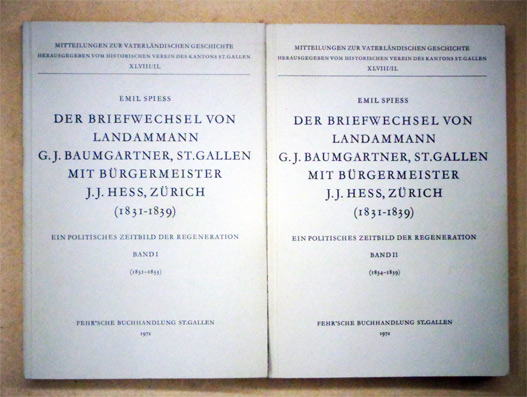 MITTEILUNGEN ZUR VATERLÄNDISCHEN GESCHICHTE
HERAUSGEGEBEN VOM HISTORISCHEN VEREIN DES KANTONS ST.GALLEN
XLVIII/IL
EMIL SPIESS
DER BRIEFWECHSEL VON
LANDAMMANN
G. J. BAUMGARTNER, ST.GALLEN
MIT BÜRGERMEISTER
J. J. HESS, ZÜRICH
(1831-1839)
EIN POLITISCHES ZEITBILD DER REGENERATION
BAND I
(1831-1833)
FEHR'SCHE BUCHHANDLUNG ST.GALLEN
1972
MITTEILUNGEN ZUR VATERLÄNDISCHEN GESCHICHTE
HERAUSGEGEBEN VOM HISTORISCHEN VEREIN DES KANTONS ST.GALLEN
XLVIII/IL
EMIL SPIESS
DER BRIEFWECHSEL VON
LANDAMMANN
G. J. BAUMGARTNER, ST.GALLEN
MIT BÜRGERMEISTER
J. J. HESS, ZÜRICH
(1831-1839)
EIN POLITISCHES ZEITBILD DER REGENERATION
BAND II
(1834-1839)
FEHR'SCHE BUCHHANDLUNG ST.GALLEN
1972